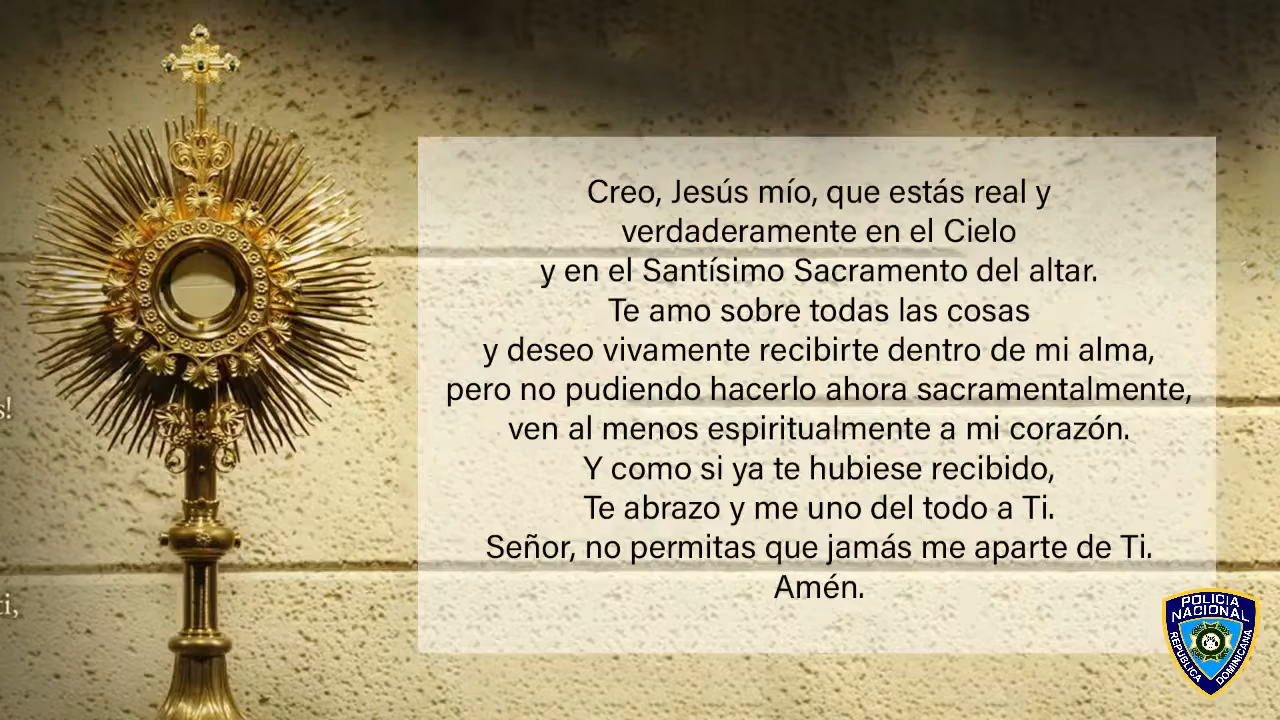 Creo, Jesús mío, que estás real y
verdaderamente en el Cielo
y en el Santísimo Sacramento del altar.
Te amo sobre todas las cosas
y deseo vivamente recibirte dentro de mi alma,
pero no pudiendo hacerlo ahora sacramentalmente,
ven al menos espiritualmente a mi corazón.
Y como si ya te hubiese recibido,
Te abrazo y me uno del todo a Ti.
Señor, no permitas que jamás me aparte de Ti.
Amén.
s!
ti,
POLICIA
NACIONAL
REPUBLICA DOMINICANA